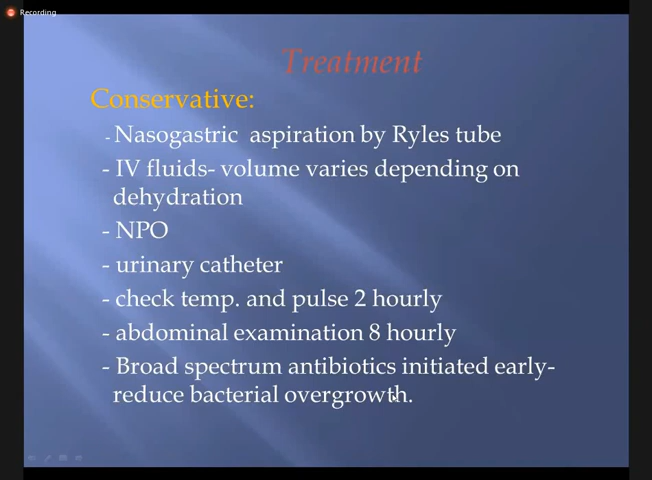 Recording
Treatment
Conservative:
- Nasogastric aspiration by Ryles tube
- IV fluids- volume varies depending on
dehydration
- NPO
- urinary catheter
- check temp. and pulse 2 hourly
- abdominal examination 8 hourly
- Broad spectrum antibiotics initiated early-
reduce bacterial overgrowth.